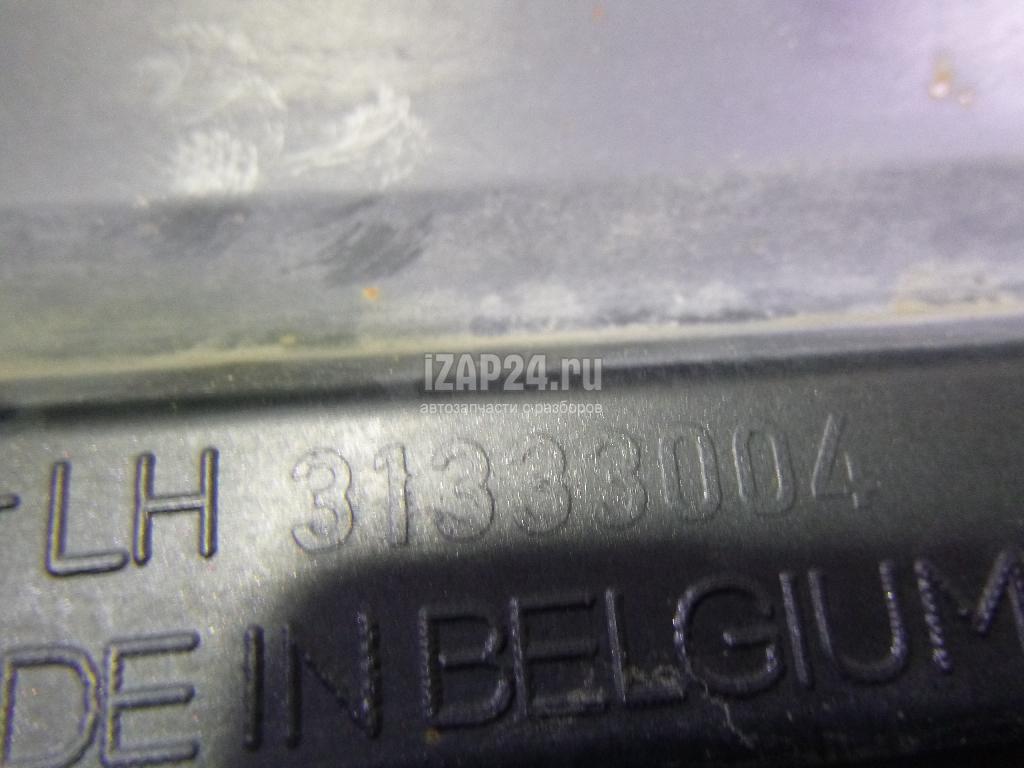 iZAP24.ru
автозапчасти с разборов
LH 31333004
DE IN BELGIUM